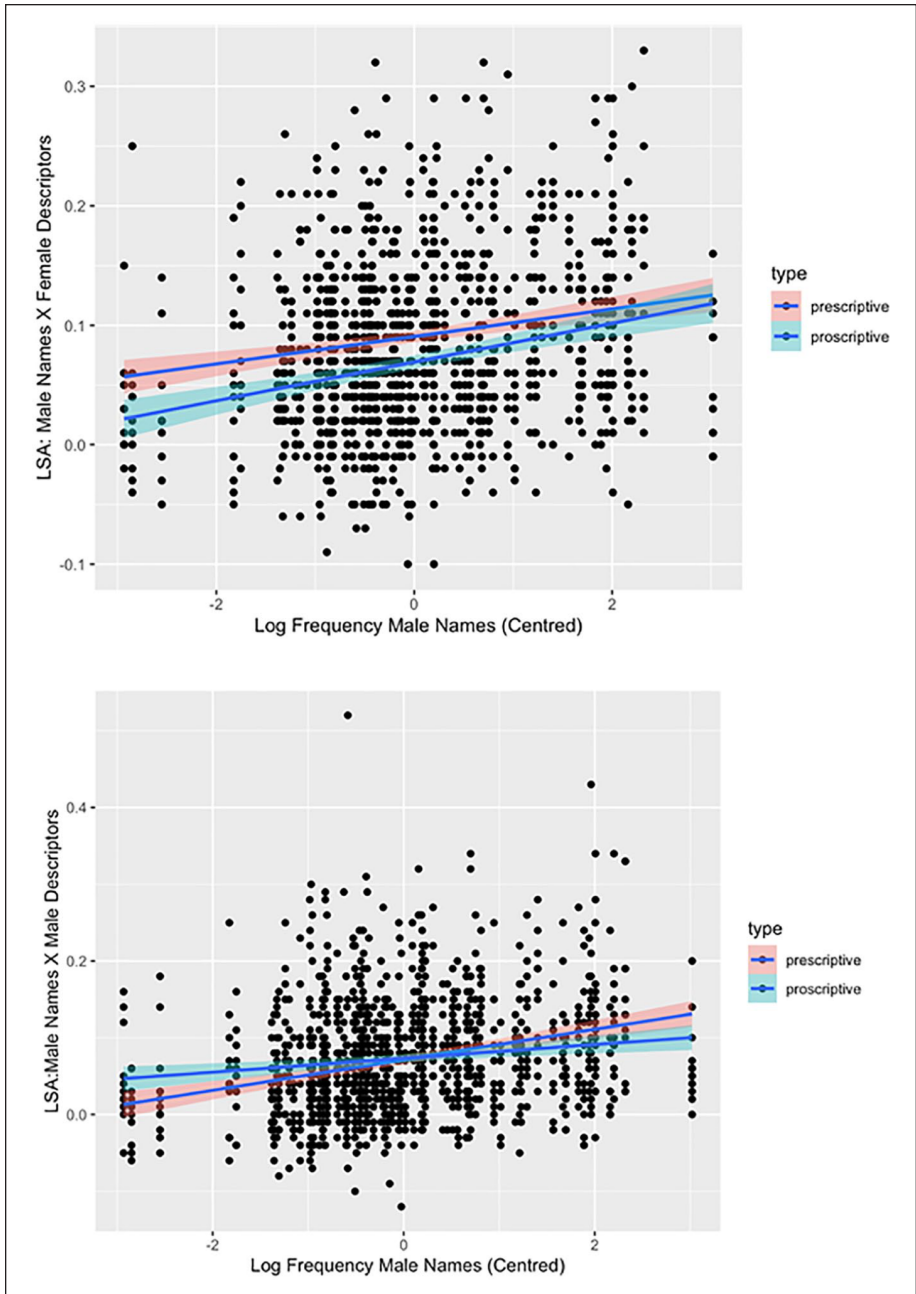 LSA: Male Names X Female Descriptors
0.3
0.2
0.1
0.0
-0.1
-2
0
2
Log Frequency Male Names (Centred)
type
prescriptive
proscriptive
LSA:Male Names X Male Descriptors
0.4
0.2
0.0
-2
0
2
Log Frequency Male Names (Centred)
type
prescriptive
proscriptive